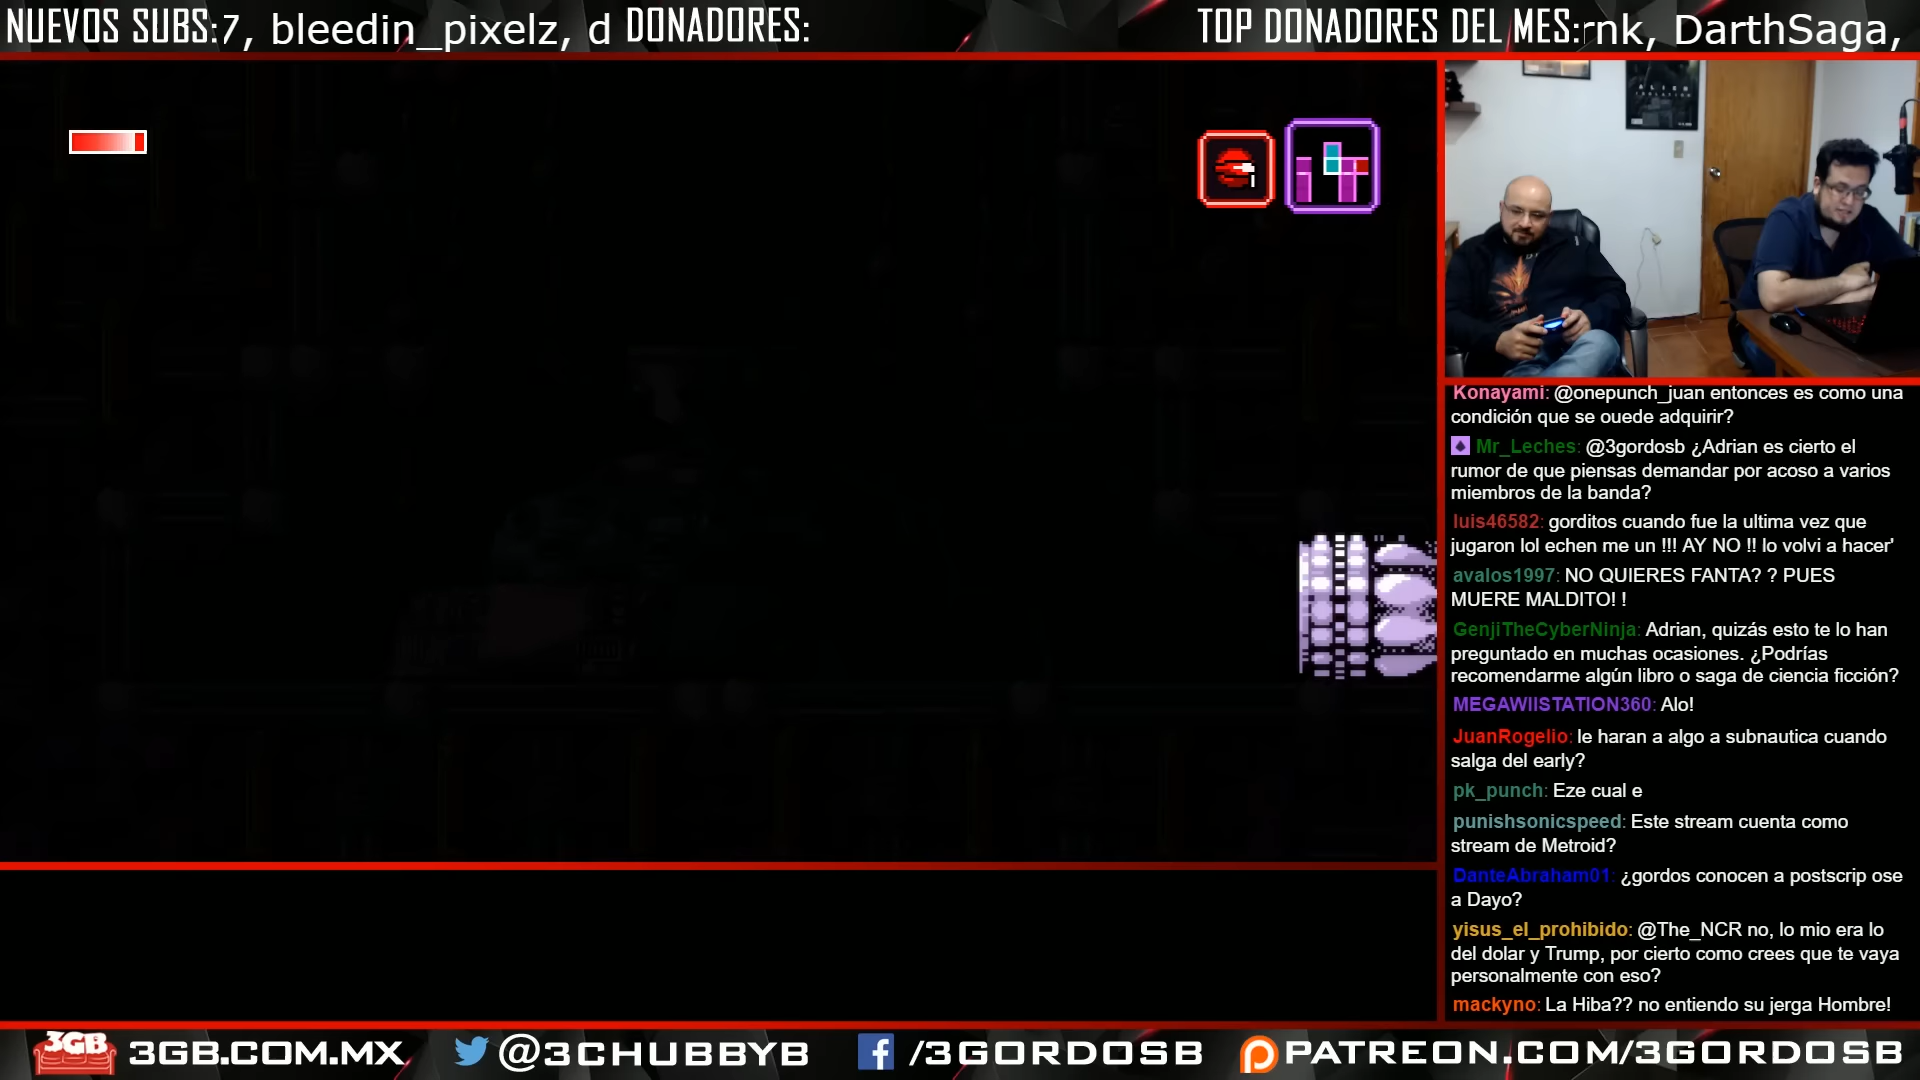 NUEVOS SUBS: 7, bleedin_pixelz, d DONADORES: TOP DONADORES DEL MES: rnk, DarthSaga,
ALIEN
ISOLATION
Konayami: @onepunch_juan entonces es como una
condición que se ouede adquirir?
Mr_Leches: @3gordosb ¿Adrian es cierto el
rumor de que piensas demandar por acoso a varios
miembros de la banda?
luis46582: gorditos cuando fue la ultima vez que
jugaron lol echen me un !!! AY NO !! lo volvi a hacer'
avalos1997: NO QUIERES FANTA? ? PUES
MUERE MALDITO! !
GenjiTheCyberNinja: Adrian, quizás esto te lo han
preguntado en muchas ocasiones. ¿Podrías
recomendarme algún libro o saga de ciencia ficción?
MEGAWIISTATION360: Alo!
JuanRogelio: le haran a algo a subnautica cuando
salga del early?
pk_punch: Eze cual e
punishsonicspeed: Este stream cuenta como
stream de Metroid?
DanteAbraham01: ¿gordos conocen a postscrip ose
a Dayo?
yisus_el_prohibido: @The_NCR no, lo mio era lo
del dolar y Trump, por cierto como crees que te vaya
personalmente con eso?
mackyno: La Hiba?? no entiendo su jerga Hombre!
3GB 3GB.COM.MX @3CHUBBYB /3GORDOSB PATREON.COM/3GORDOSB